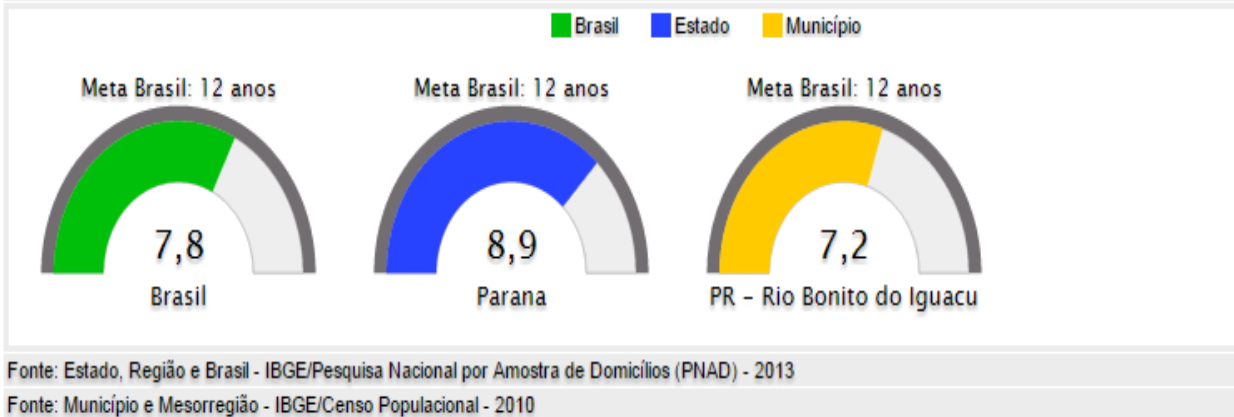 Brasil Estado Município
Meta Brasil: 12 anos Meta Brasil: 12 anos Meta Brasil: 12 anos
7,8 8,9 7,2
Brasil Parana PR – Rio Bonito do Iguacu
Fonte: Estado, Região e Brasil - IBGE/Pesquisa Nacional por Amostra de Domicílios (PNAD) - 2013
Fonte: Município e Mesorregião - IBGE/Censo Populacional - 2010